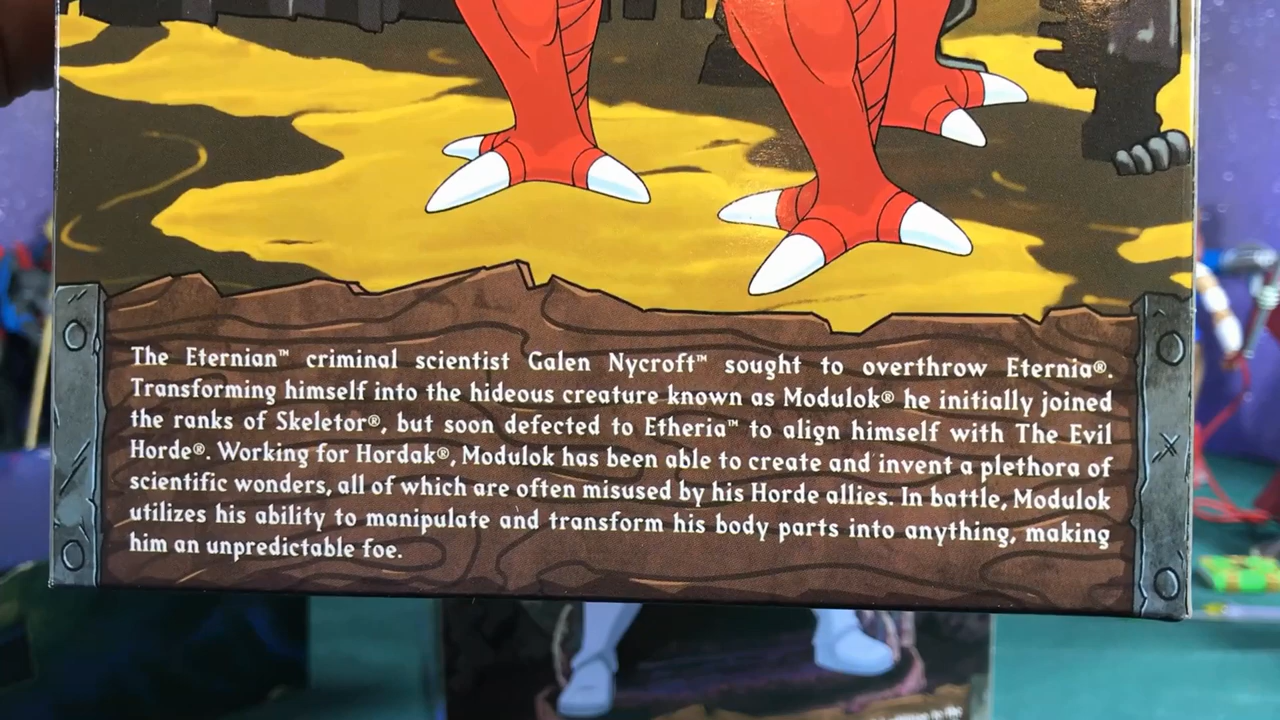 The Eternian™ criminal scientist Galen Nycroft™ sought to overthrow Eternia®.
Transforming himself into the hideous creature known as Modulok® he initially joined
the ranks of Skeletor®, but soon defected to Etheria™ to align himself with The Evil
Horde®. Working for Hordak®, Modulok has been able to create and invent a plethora of
scientific wonders, all of which are often misused by his Horde allies. In battle, Modulok
utilizes his ability to manipulate and transform his body parts into anything, making
him an unpredictable foe.